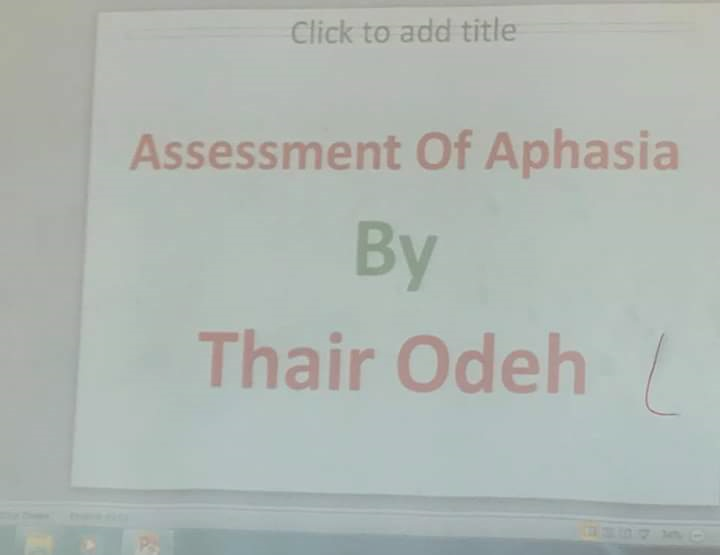 Click to add title
Assessment Of Aphasia
By
Thair Odeh